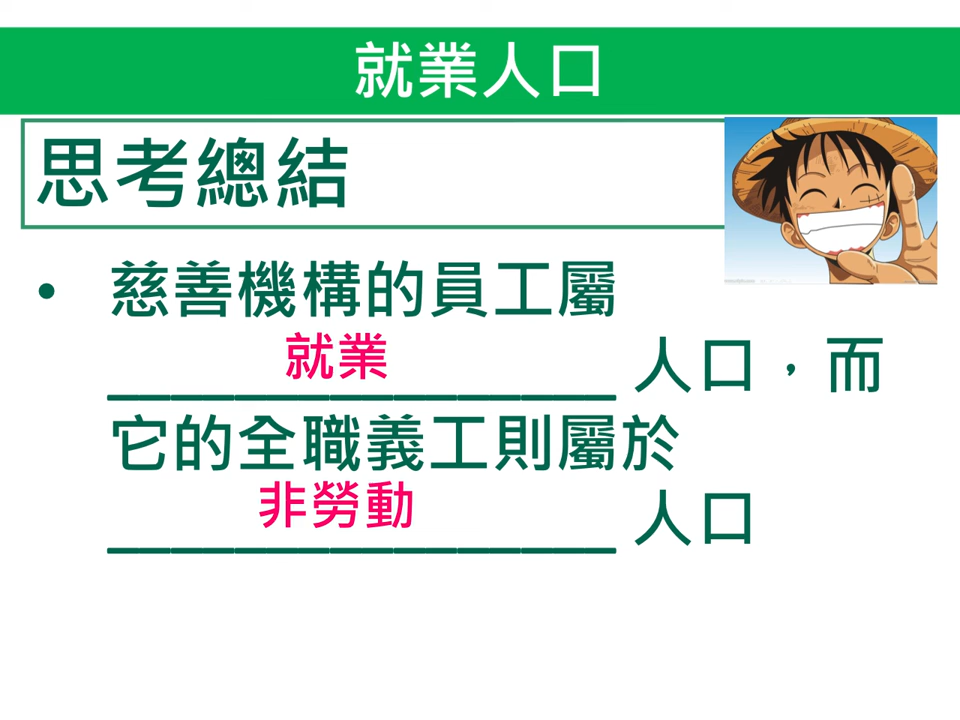 就業人口
思考總結
• 慈善機構的員工屬
就業
________________ 人口，而
它的全職義工則屬於
非勞動
________________ 人口